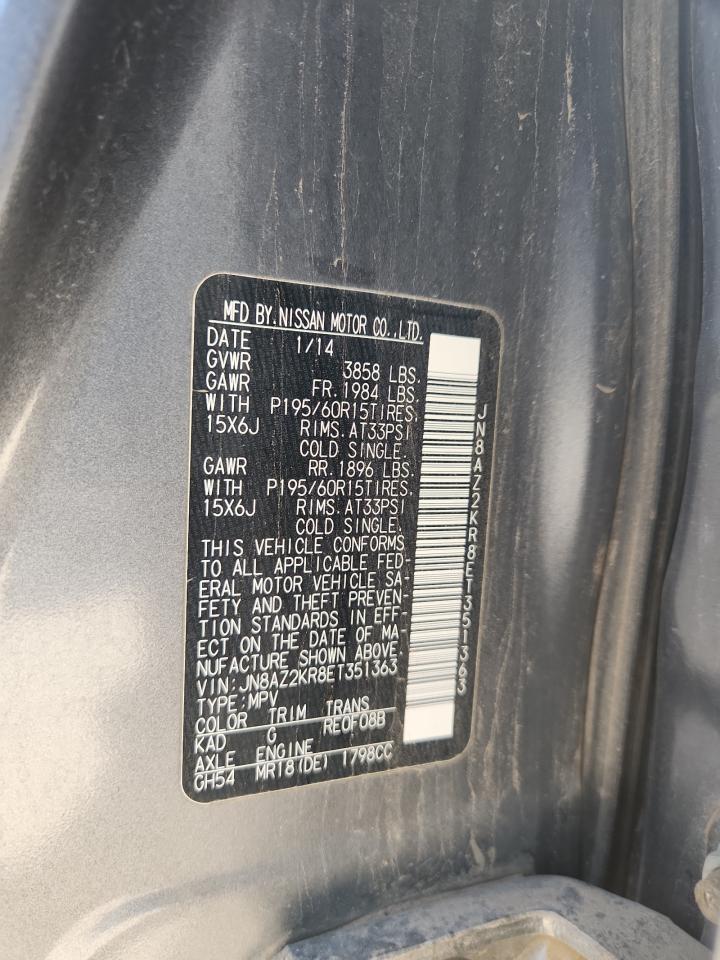 MFD BY.NISSAN MOTOR CO.,LTD.
DATE 1/14
GVWR 3858 LBS.
GAWR FR.1984 LBS.
WITH P195/60R15TIRES,
15X6J RIMS.AT33PSI
COLD SINGLE.
GAWR RR.1896 LBS.
WITH P195/60R15TIRES,
15X6J RIMS.AT33PSI
COLD SINGLE.
THIS VEHICLE CONFORMS
TO ALL APPLICABLE FED-
ERAL MOTOR VEHICLE SA-
FETY AND THEFT PREVEN-
TION STANDARDS IN EFF-
ECT ON THE DATE OF MA-
NUFACTURE SHOWN ABOVE.
VIN:JN8AZ2KR8ET351363
TYPE:MPV
COLOR TRIM TRANS
KAD G RE0F08B
AXLE ENGINE
GH54 MR18(DE) 1798CC
JN8AZ2KR8ET351363